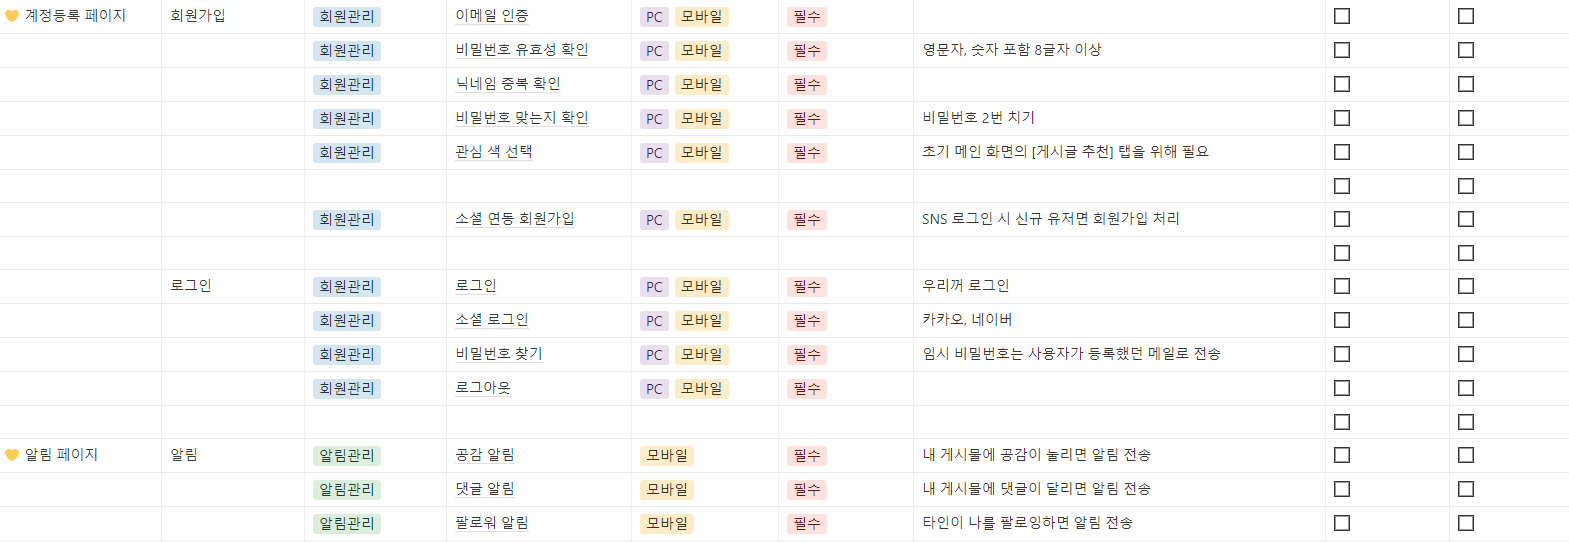 💛 계정등록 페이지 회원가입 회원관리 이메일 인증 PC 모바일 필수
회원관리 비밀번호 유효성 확인 PC 모바일 필수 영문자, 숫자 포함 8글자 이상
회원관리 닉네임 중복 확인 PC 모바일 필수
회원관리 비밀번호 맞는지 확인 PC 모바일 필수 비밀번호 2번 치기
회원관리 관심 색 선택 PC 모바일 필수 초기 메인 화면의 [게시글 추천] 탭을 위해 필요
회원관리 소셜 연동 회원가입 PC 모바일 필수 SNS 로그인 시 신규 유저면 회원가입 처리
로그인 회원관리 로그인 PC 모바일 필수 우리꺼 로그인
회원관리 소셜 로그인 PC 모바일 필수 카카오, 네이버
회원관리 비밀번호 찾기 PC 모바일 필수 임시 비밀번호는 사용자가 등록했던 메일로 전송
회원관리 로그아웃 PC 모바일 필수
💛 알림 페이지 알림 알림관리 공감 알림 모바일 필수 내 게시물에 공감이 눌리면 알림 전송
알림관리 댓글 알림 모바일 필수 내 게시물에 댓글이 달리면 알림 전송
알림관리 팔로워 알림 모바일 필수 타인이 나를 팔로잉하면 알림 전송